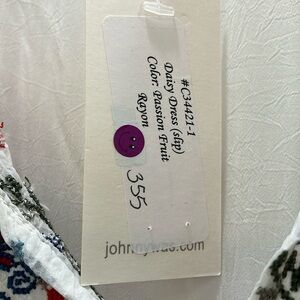 #C34421-1
Daisy Dress (slip)
Color: Passion Fruit
Rayon
355
johnnywas.com